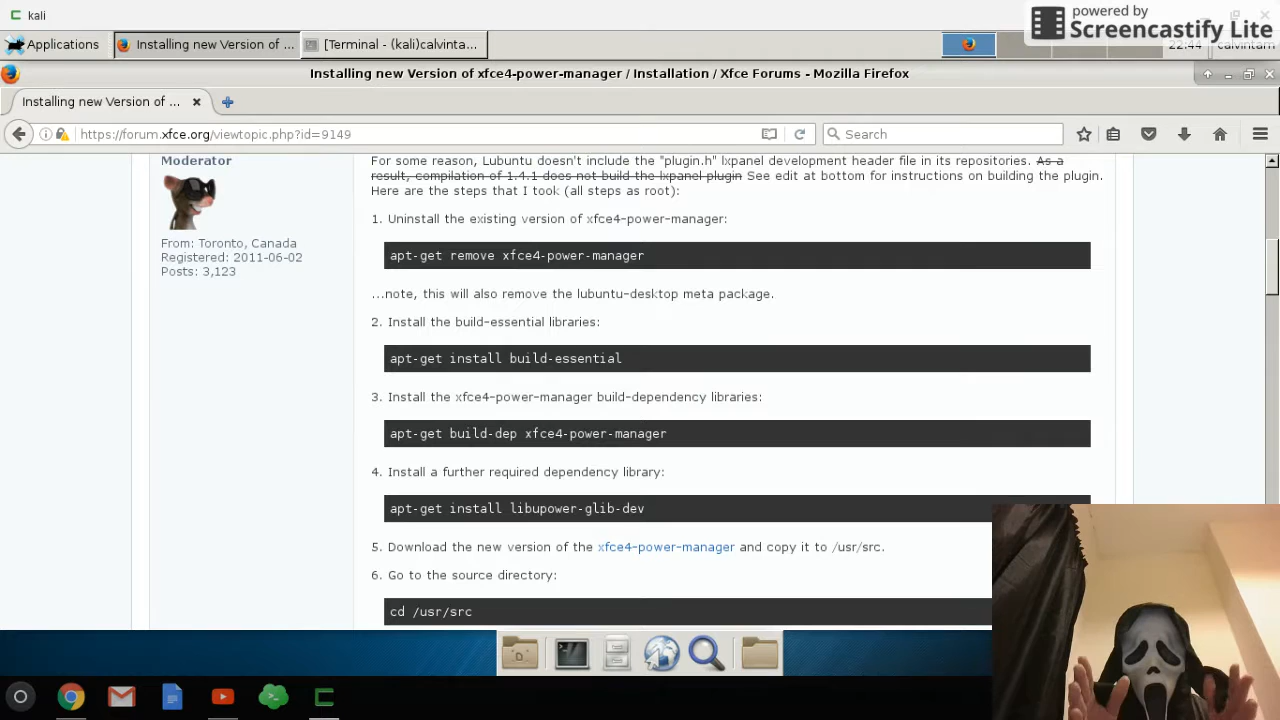 kali
powered by
Screencastify Lite
Applications
Installing new Version of ...
[Terminal - (kali)calvintam...
22:44
calvintam
Installing new Version of xfce4-power-manager / Installation / Xfce Forums - Mozilla Firefox
Installing new Version of ...
https://forum.xfce.org/viewtopic.php?id=9149
Search
Moderator
From: Toronto, Canada
Registered: 2011-06-02
Posts: 3,123
For some reason, Lubuntu doesn't include the "plugin.h" lxpanel development header file in its repositories. As a
result, compilation of 1.4.1 does not build the lxpanel plugin See edit at bottom for instructions on building the plugin.
Here are the steps that I took (all steps as root):
1. Uninstall the existing version of xfce4-power-manager:
apt-get remove xfce4-power-manager
...note, this will also remove the lubuntu-desktop meta package.
2. Install the build-essential libraries:
apt-get install build-essential
3. Install the xfce4-power-manager build-dependency libraries:
apt-get build-dep xfce4-power-manager
4. Install a further required dependency library:
apt-get install libupower-glib-dev
5. Download the new version of the xfce4-power-manager and copy it to /usr/src.
6. Go to the source directory:
cd /usr/src